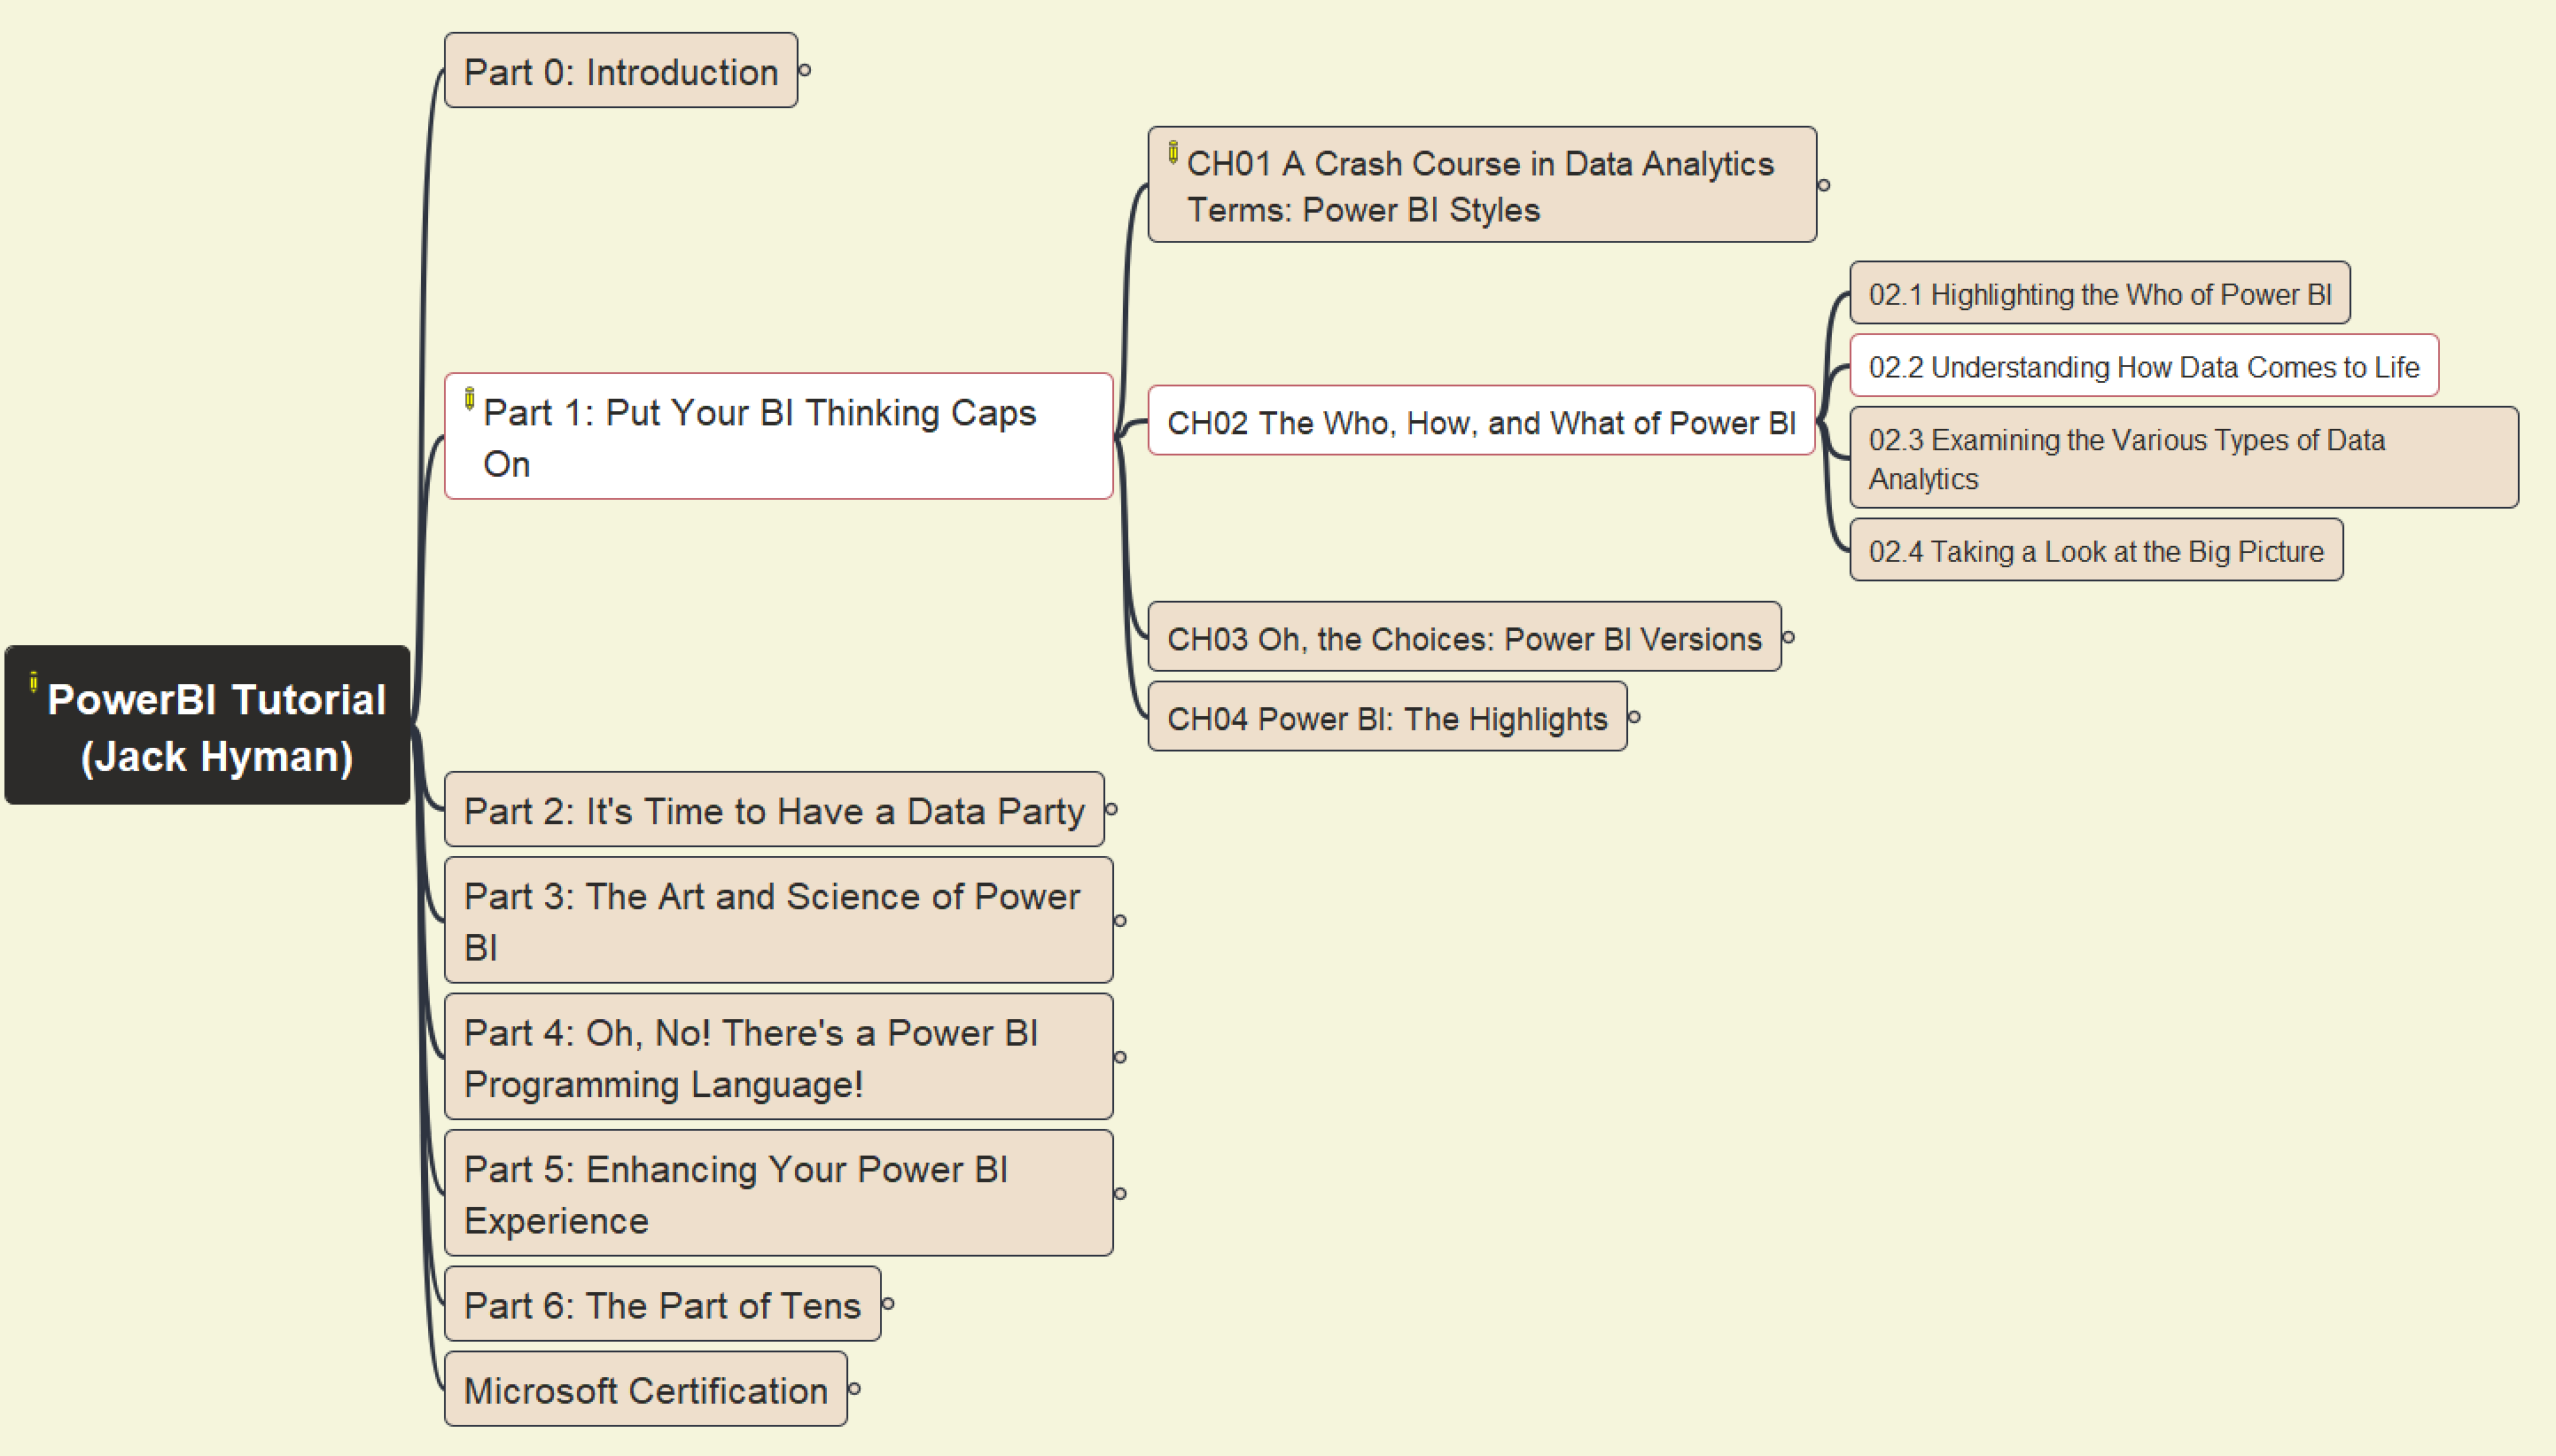 Part 0: Introduction
CH01 A Crash Course in Data Analytics
Terms: Power BI Styles
02.1 Highlighting the Who of Power BI
02.2 Understanding How Data Comes to Life
Part 1: Put Your BI Thinking Caps
On
CH02 The Who, How, and What of Power BI
02.3 Examining the Various Types of Data
Analytics
02.4 Taking a Look at the Big Picture
CH03 Oh, the Choices: Power BI Versions
CH04 Power BI: The Highlights
PowerBI Tutorial
(Jack Hyman)
Part 2: It's Time to Have a Data Party
Part 3: The Art and Science of Power
BI
Part 4: Oh, No! There's a Power BI
Programming Language!
Part 5: Enhancing Your Power BI
Experience
Part 6: The Part of Tens
Microsoft Certification